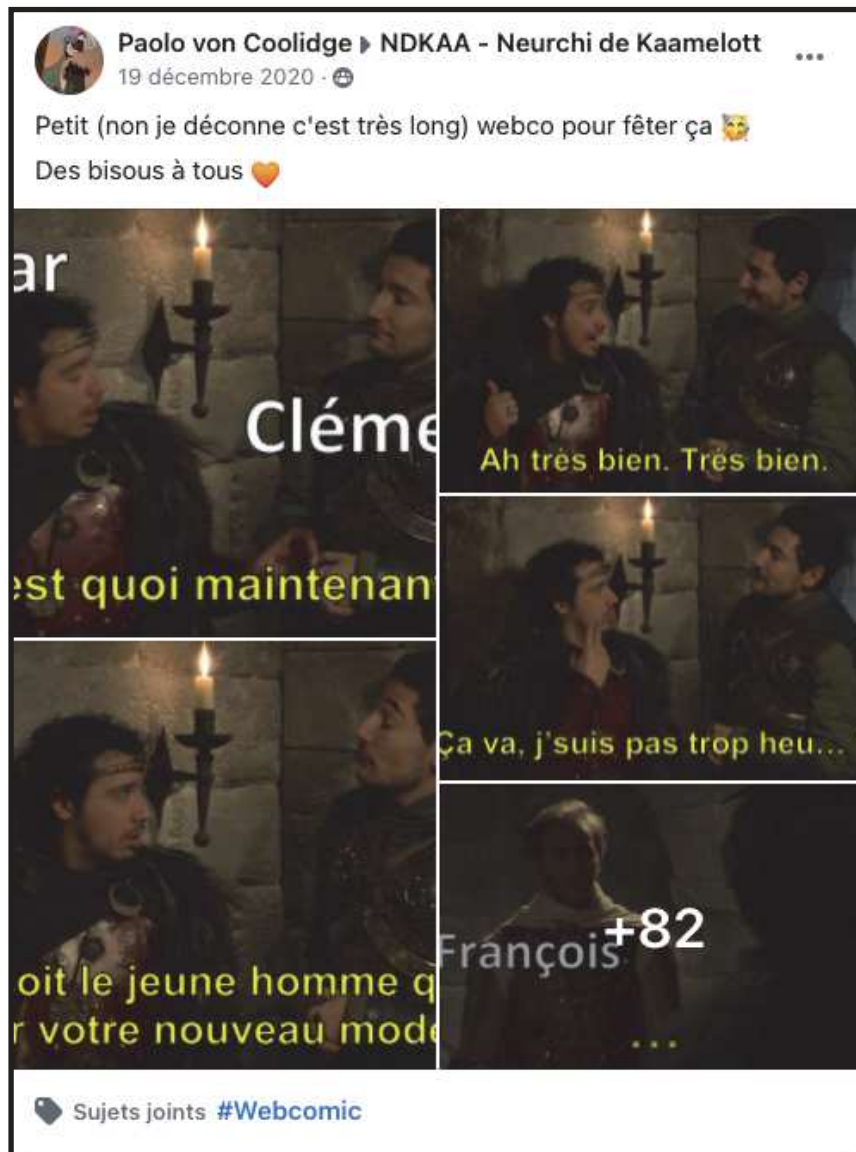 Paolo von Coolidge ▸ NDKAA - Neurchi de Kaamelott
19 décembre 2020 ·
Petit (non je déconne c'est très long) webco pour fêter ça 🥳
Des bisous à tous 🧡
ar
Cléme
est quoi maintenan
Ah très bien. Très bien.
Ça va, j'suis pas trop heu...
oit le jeune homme q
r votre nouveau mode
François
+82
...
Sujets joints #Webcomic